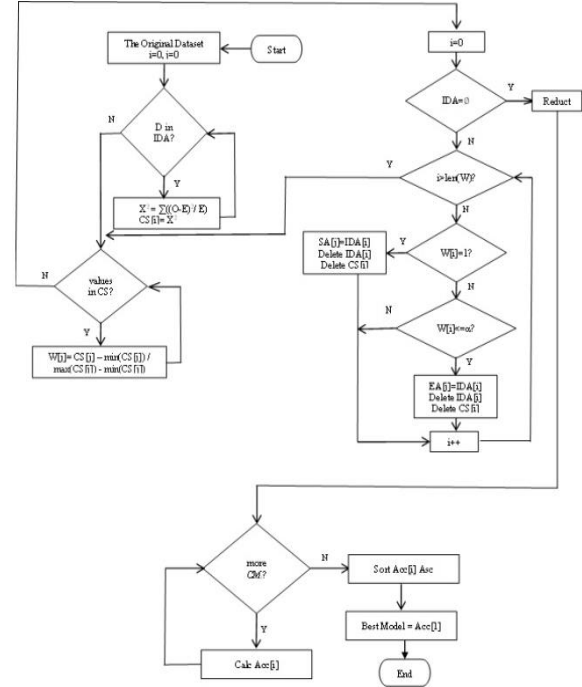 The Original Dataset
i=0, i=0
Start
N
D in
IDA?
Y
X² = ∑((O-E)²/ E)
CS[i]= X²
N
values
in CS?
Y
W[j]= CS[j] – min(CS[j]) /
max(CS[i]) - min(CS[i])
i=0
IDA=∅
Y
Reduct
N
Y
i>len(W)?
N
SA[j]=IDA[i]
Delete IDA[i]
Delete CS[i]
Y
W[i]=1?
N
N
W[i]<=α?
Y
EA[j]=IDA[i]
Delete IDA[i]
Delete CS[i]
i++
more
Clsf?
N
Sort Acc[i] Asc
Y
Calc Acc[i]
Best Model = Acc[1]
End